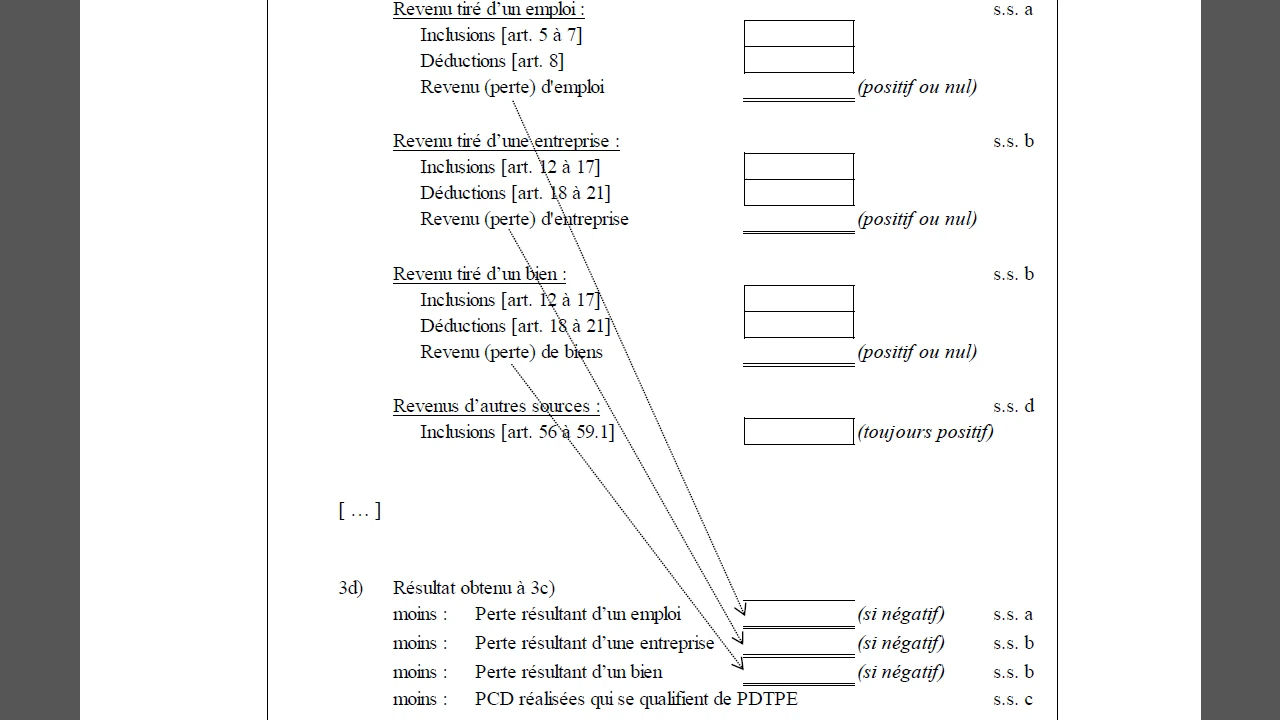 Revenu tiré d’un emploi : s.s. a
Inclusions [art. 5 à 7]
Déductions [art. 8]
Revenu (perte) d'emploi (positif ou nul)
Revenu tiré d’une entreprise : s.s. b
Inclusions [art. 12 à 17]
Déductions [art. 18 à 21]
Revenu (perte) d'entreprise (positif ou nul)
Revenu tiré d’un bien : s.s. b
Inclusions [art. 12 à 17]
Déductions [art. 18 à 21]
Revenu (perte) de biens (positif ou nul)
Revenus d’autres sources : s.s. d
Inclusions [art. 56 à 59.1] (toujours positif)
[ … ]
3d) Résultat obtenu à 3c)
moins : Perte résultant d’un emploi (si négatif) s.s. a
moins : Perte résultant d’une entreprise (si négatif) s.s. b
moins : Perte résultant d’un bien (si négatif) s.s. b
moins : PCD réalisées qui se qualifient de PDTPE s.s. c